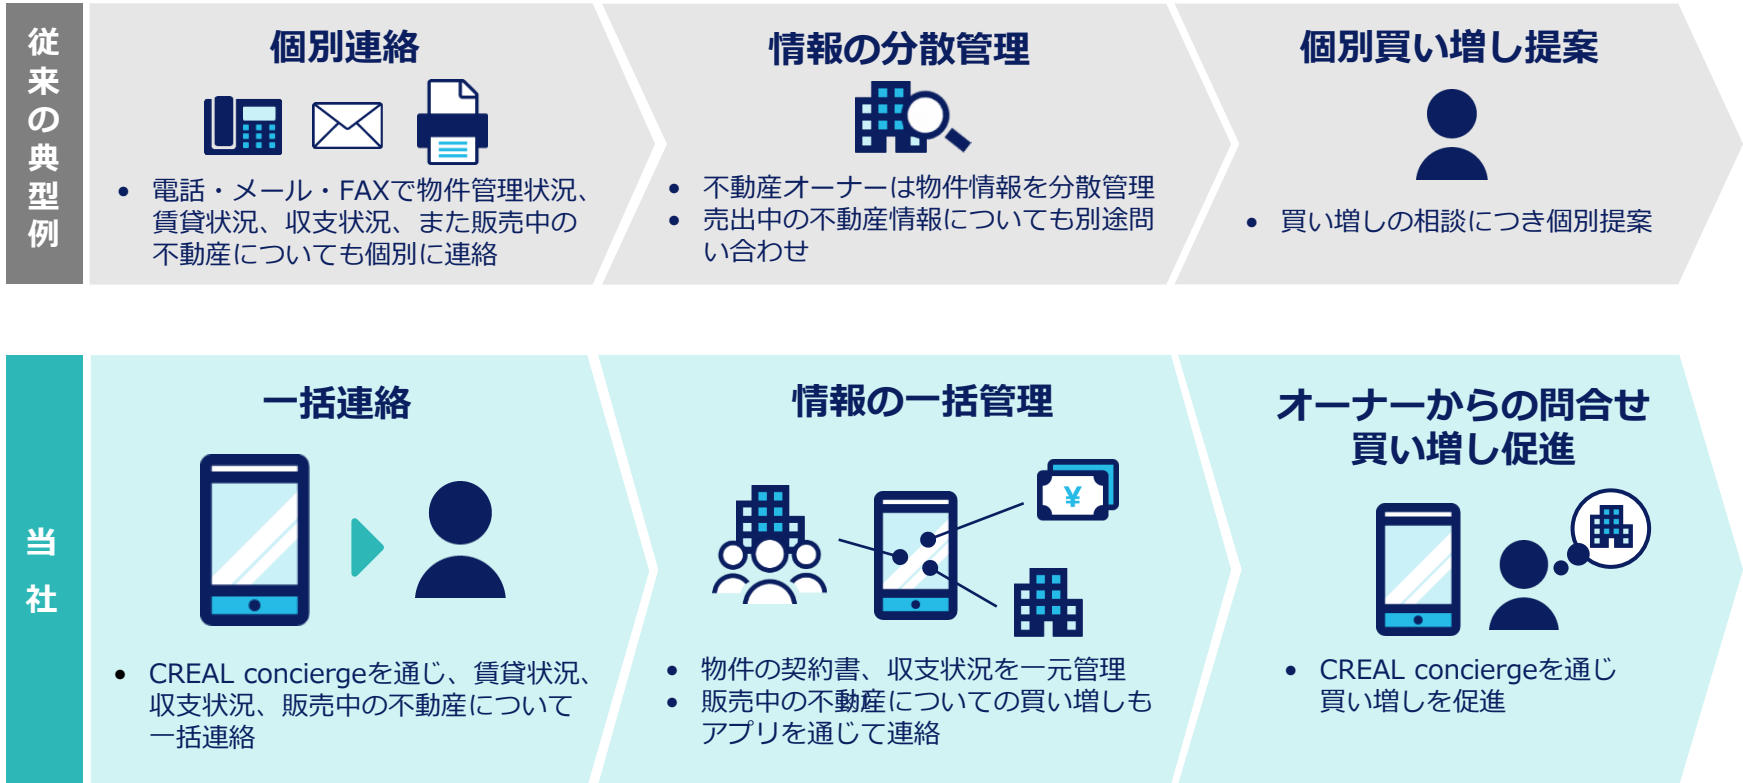 従来の典型例
個別連絡
電話・メール・FAXで物件管理状況、
賃貸状況、収支状況、また販売中の
不動産についても個別に連絡
情報の分散管理
不動産オーナーは物件情報を分散管理
売出中の不動産情報についても別途問
い合わせ
個別買い増し提案
買い増しの相談につき個別提案
当社
一括連絡
CREAL conciergeを通じ、賃貸状況、
収支状況、販売中の不動産について
一括連絡
情報の一括管理
¥
物件の契約書、収支状況を一元管理
販売中の不動産についての買い増しも
アプリを通じて連絡
オーナーからの問合せ
買い増し促進
CREAL conciergeを通じ
買い増しを促進